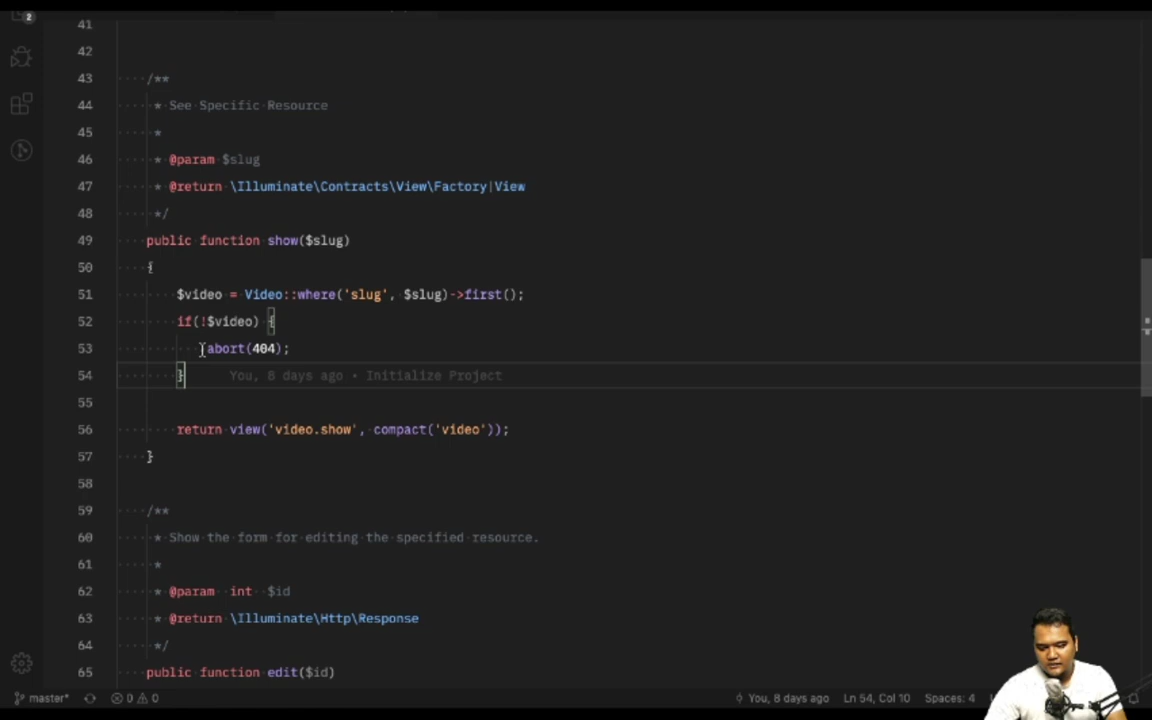 2
41
42
43 /**
44 * See Specific Resource
45 *
46 * @param $slug
47 * @return \Illuminate\Contracts\View\Factory|View
48 */
49 public function show($slug)
50 {
51 $video = Video::where('slug', $slug)->first();
52 if(!$video) {
53 abort(404);
54 } You, 8 days ago • Initialize Project
55
56 return view('video.show', compact('video'));
57 }
58
59 /**
60 * Show the form for editing the specified resource.
61 *
62 * @param int $id
63 * @return \Illuminate\Http\Response
64 */
65 public function edit($id)
master* 0 0 You, 8 days ago Ln 54, Col 10 Spaces: 4